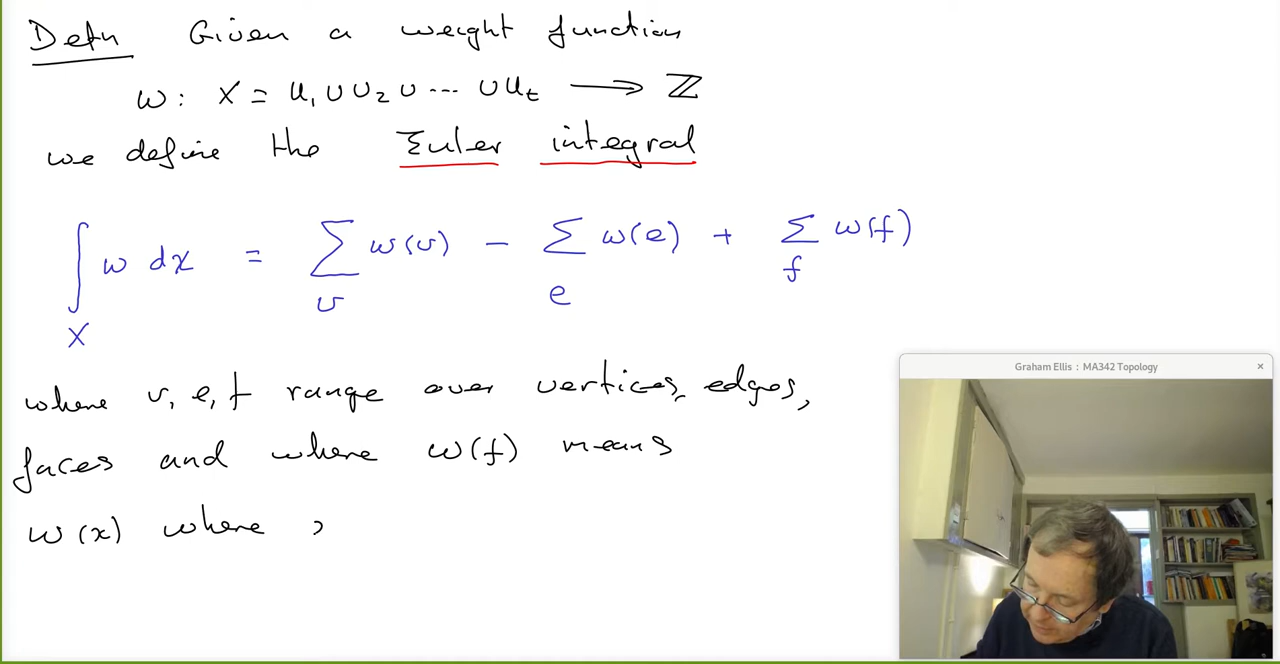 Defn Given a weight function
w: X = U₁ ∪ U₂ ∪ ... ∪ Uₜ ⟶ ℤ
we define the Euler integral
∫_X w dx = ∑_v w(v) − ∑_e w(e) + ∑_f w(f)
where v, e, f range over vertices, edges,
faces and where w(f) means
w(x) where
Graham Ellis : MA342 Topology